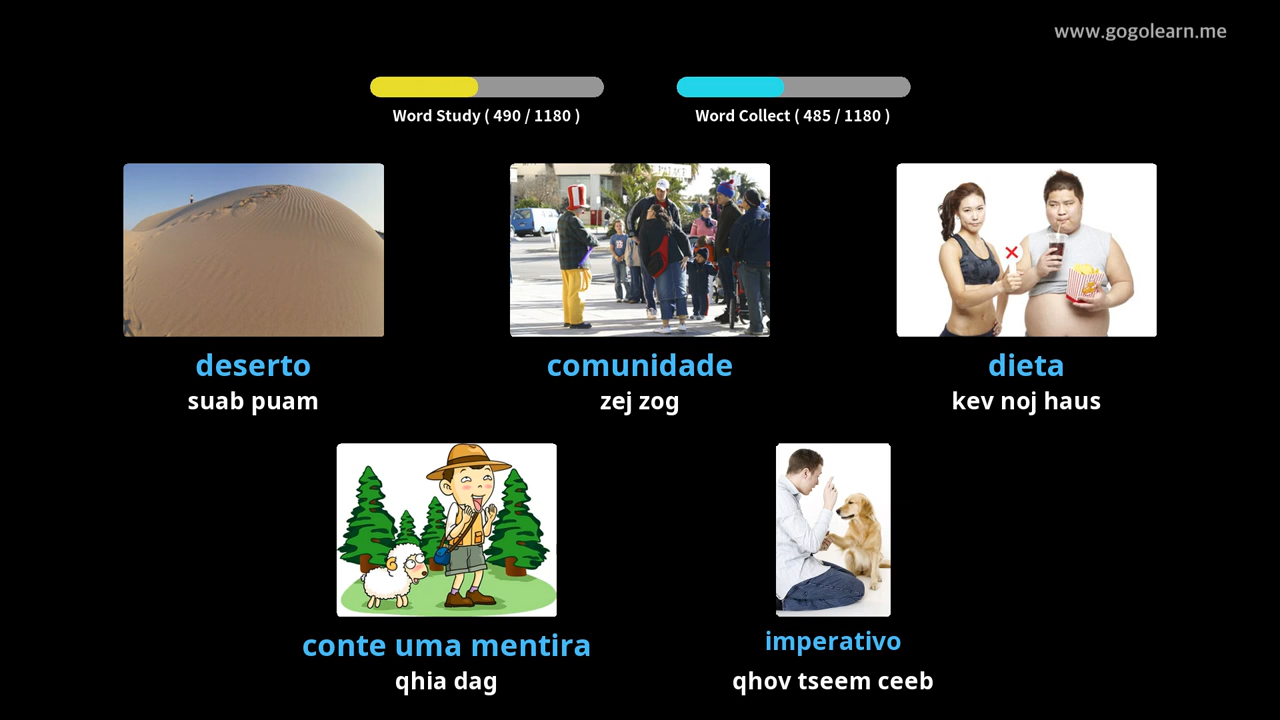 www.gogolearn.me
Word Study ( 490 / 1180 )
Word Collect ( 485 / 1180 )
deserto
suab puam
comunidade
zej zog
dieta
kev noj haus
conte uma mentira
qhia dag
imperativo
qhov tseem ceeb